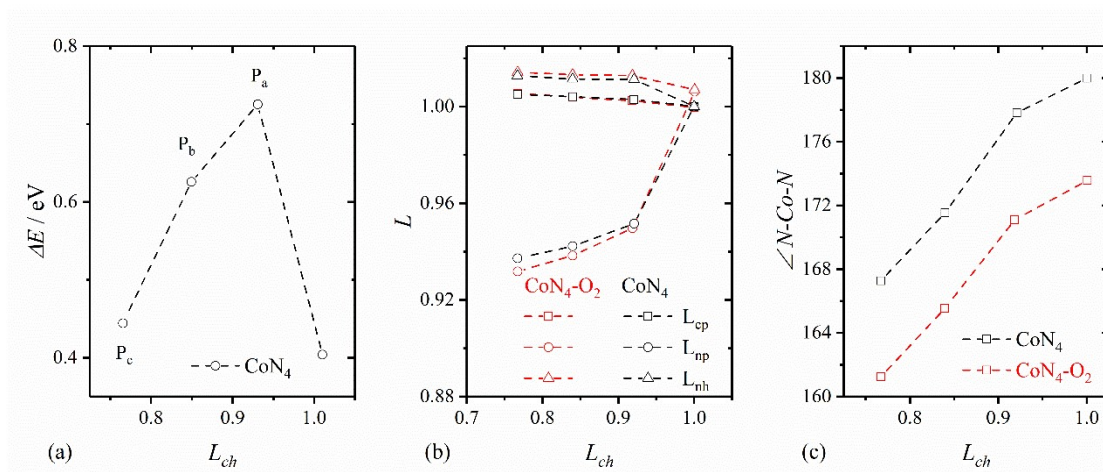 0.8
0.6
0.4
ΔE / eV
P_a
P_b
P_c
CoN_4
0.8 0.9 1.0
(a)
L_ch
1.00
0.96
0.92
0.88
L
CoN_4-O_2 CoN_4
L_cp
L_np
L_nh
0.7 0.8 0.9 1.0
(b)
L_ch
180
176
172
168
164
160
∠N-Co-N
CoN_4
CoN_4-O_2
0.8 0.9 1.0
(c)
L_ch